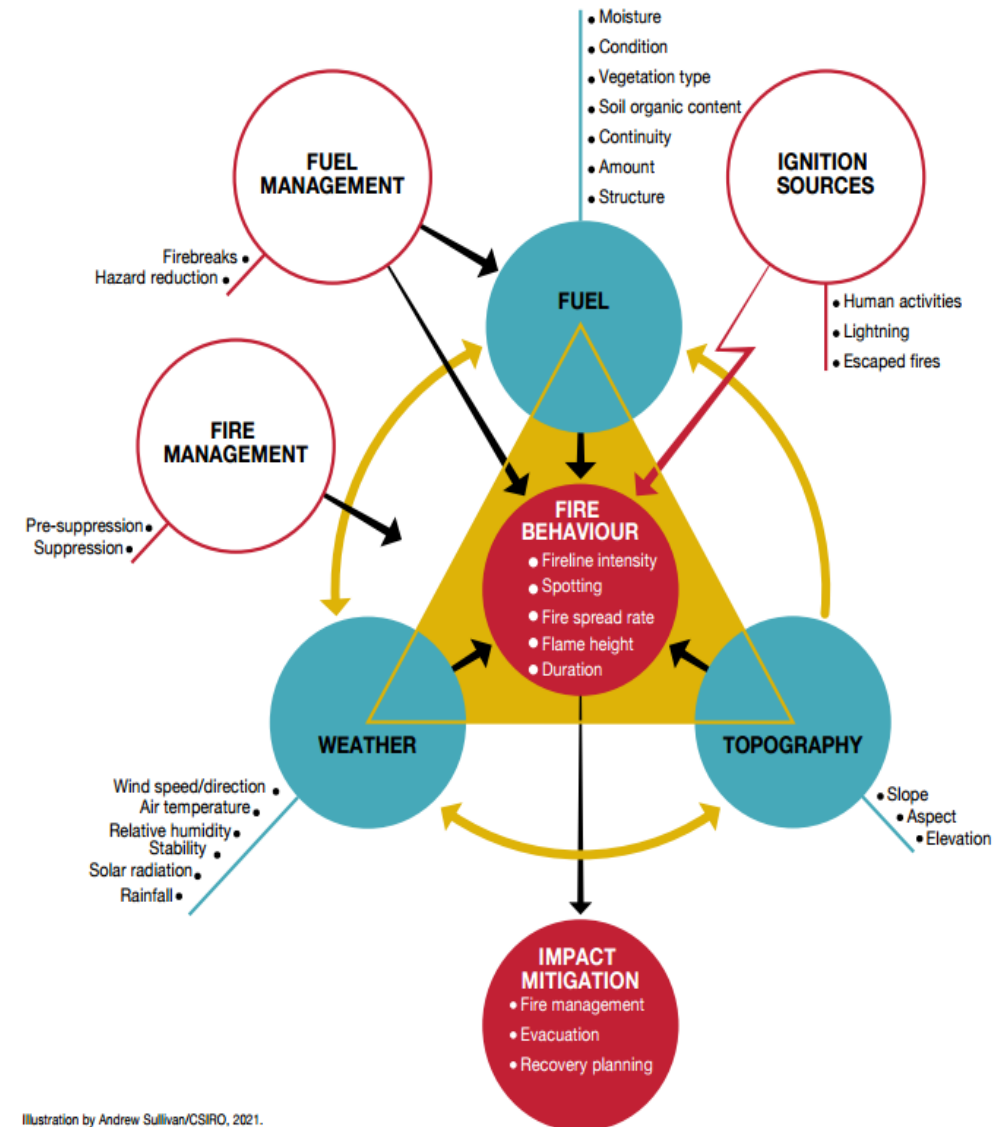 • Moisture
• Condition
• Vegetation type
• Soil organic content
• Continuity
• Amount
• Structure
FUEL
MANAGEMENT
Firebreaks •
Hazard reduction •
IGNITION
SOURCES
• Human activities
• Lightning
• Escaped fires
FUEL
FIRE
MANAGEMENT
Pre-suppression •
Suppression •
FIRE
BEHAVIOUR
• Fireline intensity
• Spotting
• Fire spread rate
• Flame height
• Duration
WEATHER
Wind speed/direction •
Air temperature •
Relative humidity •
Stability •
Solar radiation •
Rainfall •
TOPOGRAPHY
• Slope
• Aspect
• Elevation
IMPACT
MITIGATION
• Fire management
• Evacuation
• Recovery planning
Illustration by Andrew Sullivan/CSIRO, 2021.